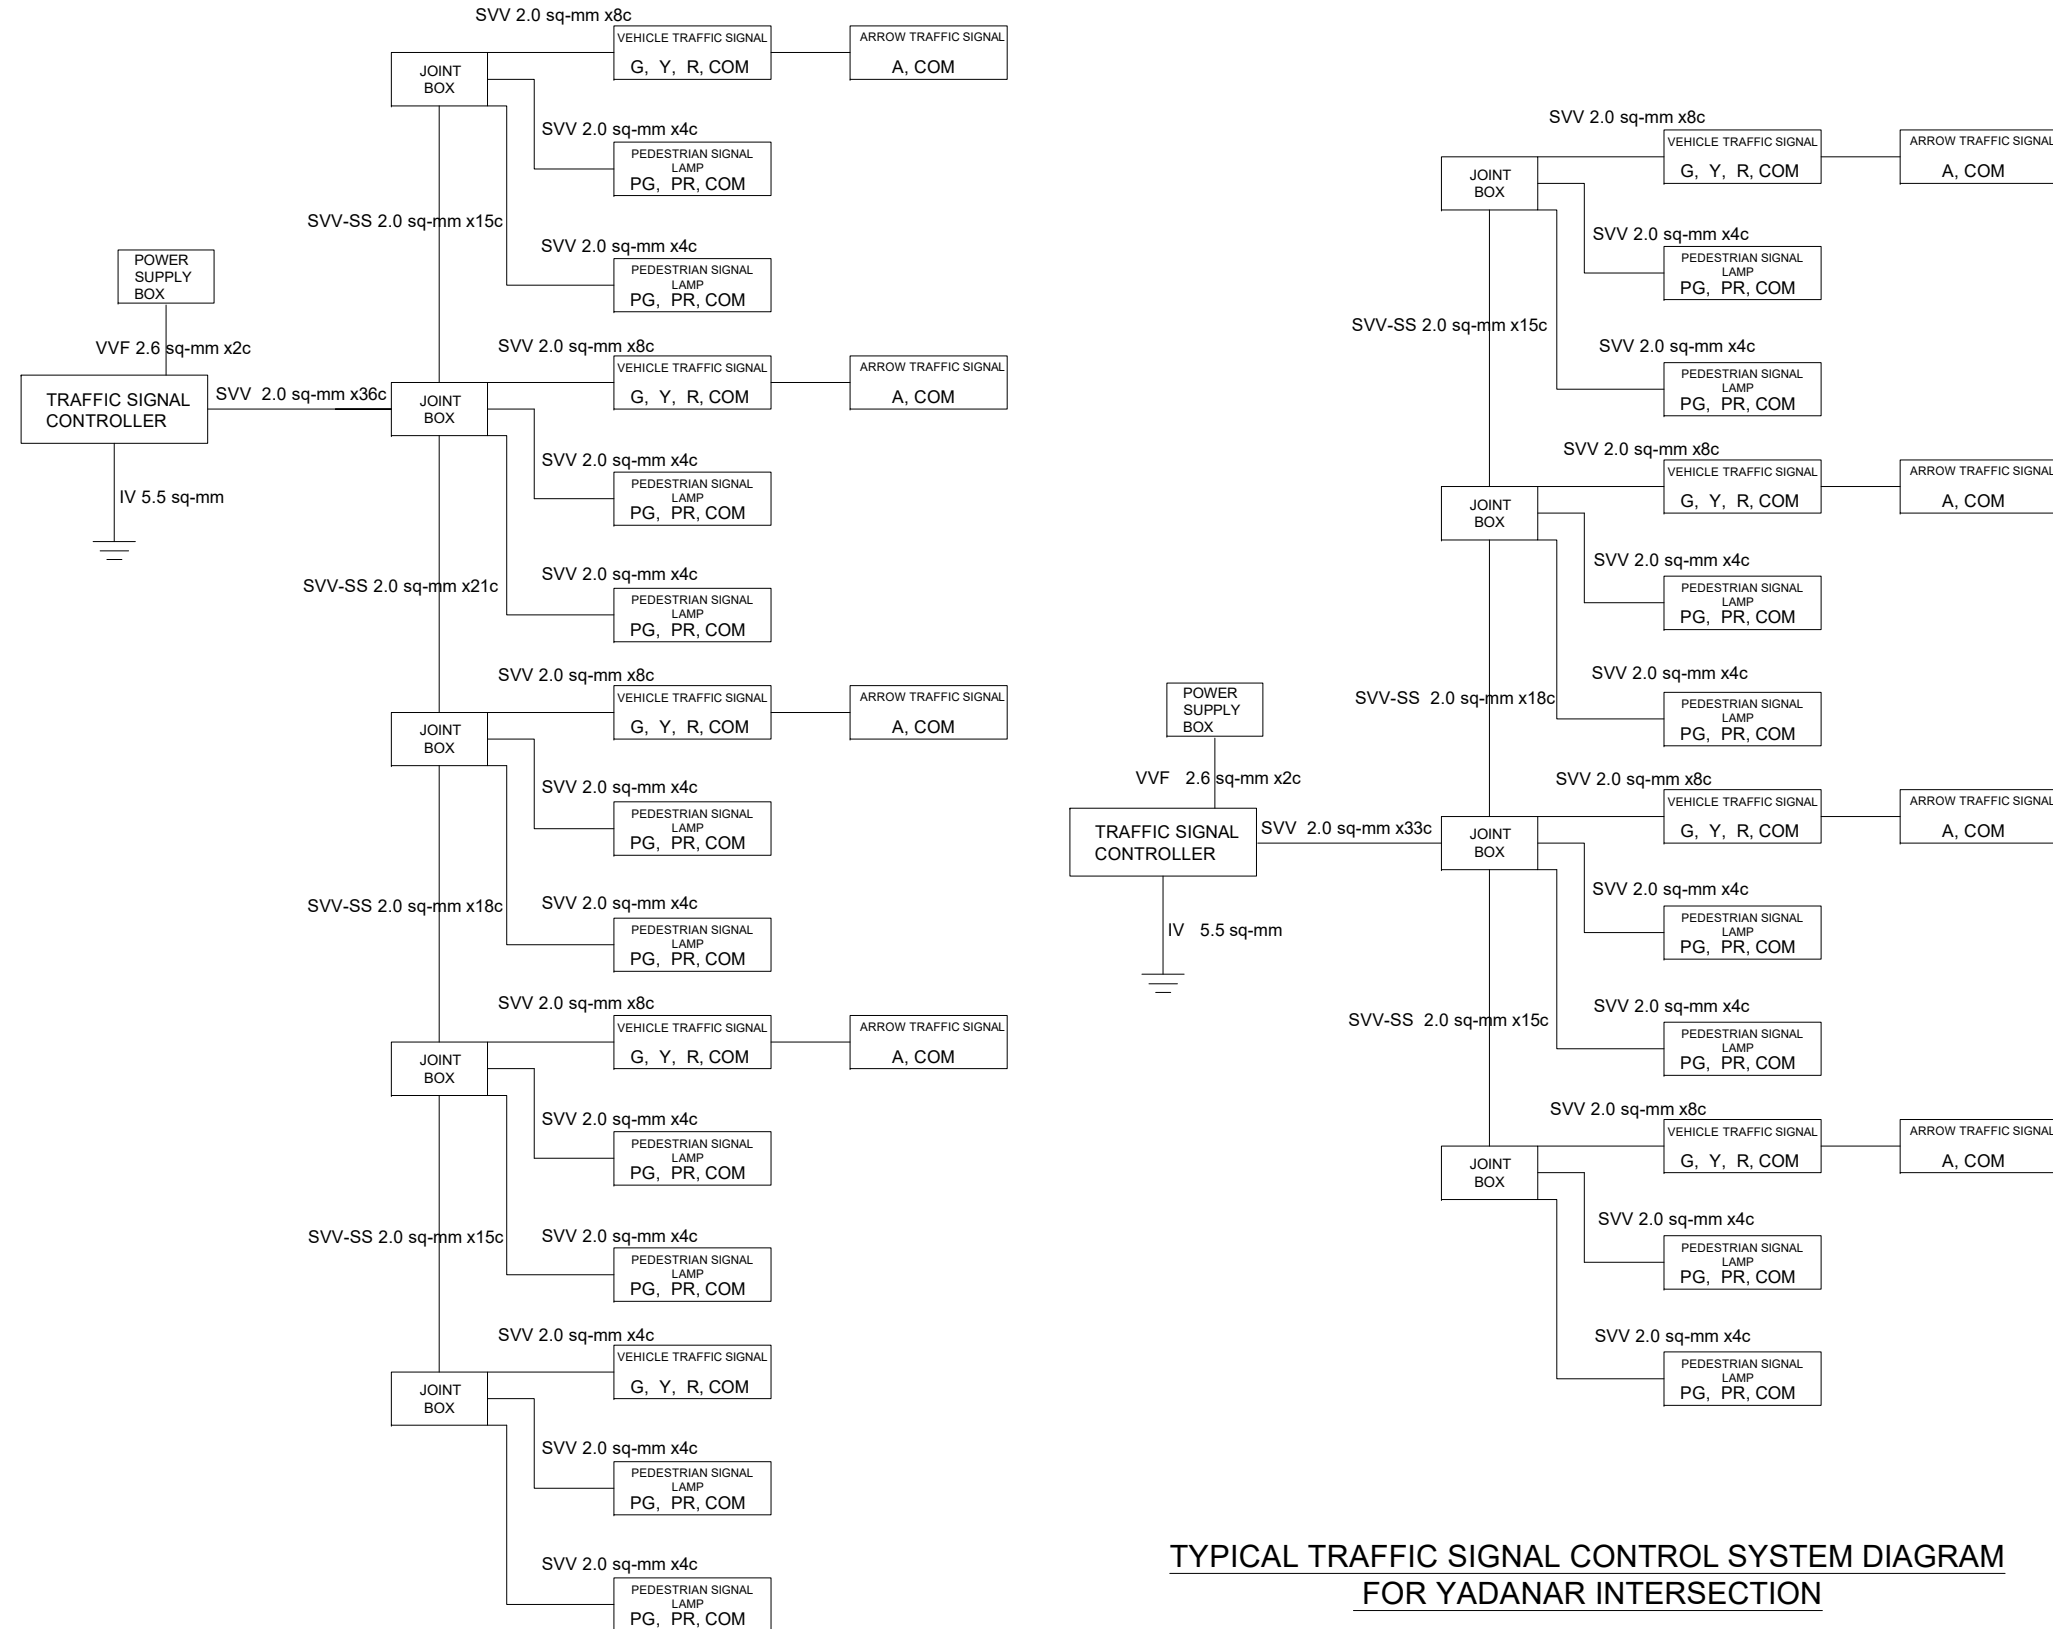 SVV 2.0 sq-mm x8c
VEHICLE TRAFFIC SIGNAL
G, Y, R, COM
ARROW TRAFFIC SIGNAL
A, COM
JOINT
BOX
SVV 2.0 sq-mm x4c
PEDESTRIAN SIGNAL
LAMP
PG, PR, COM
SVV-SS 2.0 sq-mm x15c
SVV 2.0 sq-mm x4c
PEDESTRIAN SIGNAL
LAMP
PG, PR, COM
POWER
SUPPLY
BOX
VVF 2.6 sq-mm x2c
TRAFFIC SIGNAL
CONTROLLER
SVV 2.0 sq-mm x36c
IV 5.5 sq-mm
SVV 2.0 sq-mm x8c
VEHICLE TRAFFIC SIGNAL
G, Y, R, COM
ARROW TRAFFIC SIGNAL
A, COM
JOINT
BOX
SVV 2.0 sq-mm x4c
PEDESTRIAN SIGNAL
LAMP
PG, PR, COM
SVV-SS 2.0 sq-mm x21c
SVV 2.0 sq-mm x4c
PEDESTRIAN SIGNAL
LAMP
PG, PR, COM
SVV 2.0 sq-mm x8c
VEHICLE TRAFFIC SIGNAL
G, Y, R, COM
ARROW TRAFFIC SIGNAL
A, COM
JOINT
BOX
SVV 2.0 sq-mm x4c
PEDESTRIAN SIGNAL
LAMP
PG, PR, COM
SVV-SS 2.0 sq-mm x18c
SVV 2.0 sq-mm x4c
PEDESTRIAN SIGNAL
LAMP
PG, PR, COM
SVV 2.0 sq-mm x8c
VEHICLE TRAFFIC SIGNAL
G, Y, R, COM
ARROW TRAFFIC SIGNAL
A, COM
JOINT
BOX
SVV 2.0 sq-mm x4c
PEDESTRIAN SIGNAL
LAMP
PG, PR, COM
SVV-SS 2.0 sq-mm x15c
SVV 2.0 sq-mm x4c
PEDESTRIAN SIGNAL
LAMP
PG, PR, COM
SVV 2.0 sq-mm x4c
VEHICLE TRAFFIC SIGNAL
G, Y, R, COM
JOINT
BOX
SVV 2.0 sq-mm x4c
PEDESTRIAN SIGNAL
LAMP
PG, PR, COM
SVV 2.0 sq-mm x4c
PEDESTRIAN SIGNAL
LAMP
PG, PR, COM
SVV 2.0 sq-mm x8c
VEHICLE TRAFFIC SIGNAL
G, Y, R, COM
ARROW TRAFFIC SIGNAL
A, COM
JOINT
BOX
SVV 2.0 sq-mm x4c
PEDESTRIAN SIGNAL
LAMP
PG, PR, COM
SVV-SS 2.0 sq-mm x15c
SVV 2.0 sq-mm x4c
PEDESTRIAN SIGNAL
LAMP
PG, PR, COM
SVV 2.0 sq-mm x8c
VEHICLE TRAFFIC SIGNAL
G, Y, R, COM
ARROW TRAFFIC SIGNAL
A, COM
JOINT
BOX
SVV 2.0 sq-mm x4c
PEDESTRIAN SIGNAL
LAMP
PG, PR, COM
SVV-SS 2.0 sq-mm x18c
SVV 2.0 sq-mm x4c
PEDESTRIAN SIGNAL
LAMP
PG, PR, COM
POWER
SUPPLY
BOX
VVF 2.6 sq-mm x2c
TRAFFIC SIGNAL
CONTROLLER
SVV 2.0 sq-mm x33c
IV 5.5 sq-mm
SVV 2.0 sq-mm x8c
VEHICLE TRAFFIC SIGNAL
G, Y, R, COM
ARROW TRAFFIC SIGNAL
A, COM
JOINT
BOX
SVV 2.0 sq-mm x4c
PEDESTRIAN SIGNAL
LAMP
PG, PR, COM
SVV-SS 2.0 sq-mm x15c
SVV 2.0 sq-mm x4c
PEDESTRIAN SIGNAL
LAMP
PG, PR, COM
SVV 2.0 sq-mm x8c
VEHICLE TRAFFIC SIGNAL
G, Y, R, COM
ARROW TRAFFIC SIGNAL
A, COM
JOINT
BOX
SVV 2.0 sq-mm x4c
PEDESTRIAN SIGNAL
LAMP
PG, PR, COM
SVV 2.0 sq-mm x4c
PEDESTRIAN SIGNAL
LAMP
PG, PR, COM
TYPICAL TRAFFIC SIGNAL CONTROL SYSTEM DIAGRAM
FOR YADANAR INTERSECTION